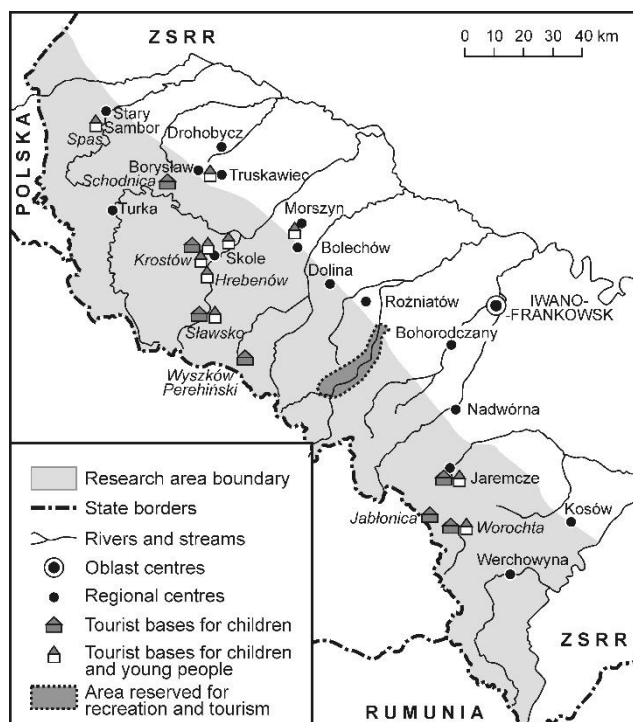 ZSRR
0 10 20 30 40 km
POLSKA
Stary
Sambor
Spas
Drohobycz
Borysław
Truskawiec
Schodnica
Turka
Morszyn
Skole
Bolechów
Krostów
Hrebenów
Dolina
Rożniatów
IWANO-
-FRANKOWSK
Sławsko
Bohorodczany
Wyszków
Perehiński
Nadwórna
Jaremcze
Jabłonica
Worochta
Kosów
Werchowyna
ZSRR
RUMUNIA
Research area boundary
State borders
Rivers and streams
Oblast centres
Regional centres
Tourist bases for children
Tourist bases for children
and young people
Area reserved for
recreation and tourism